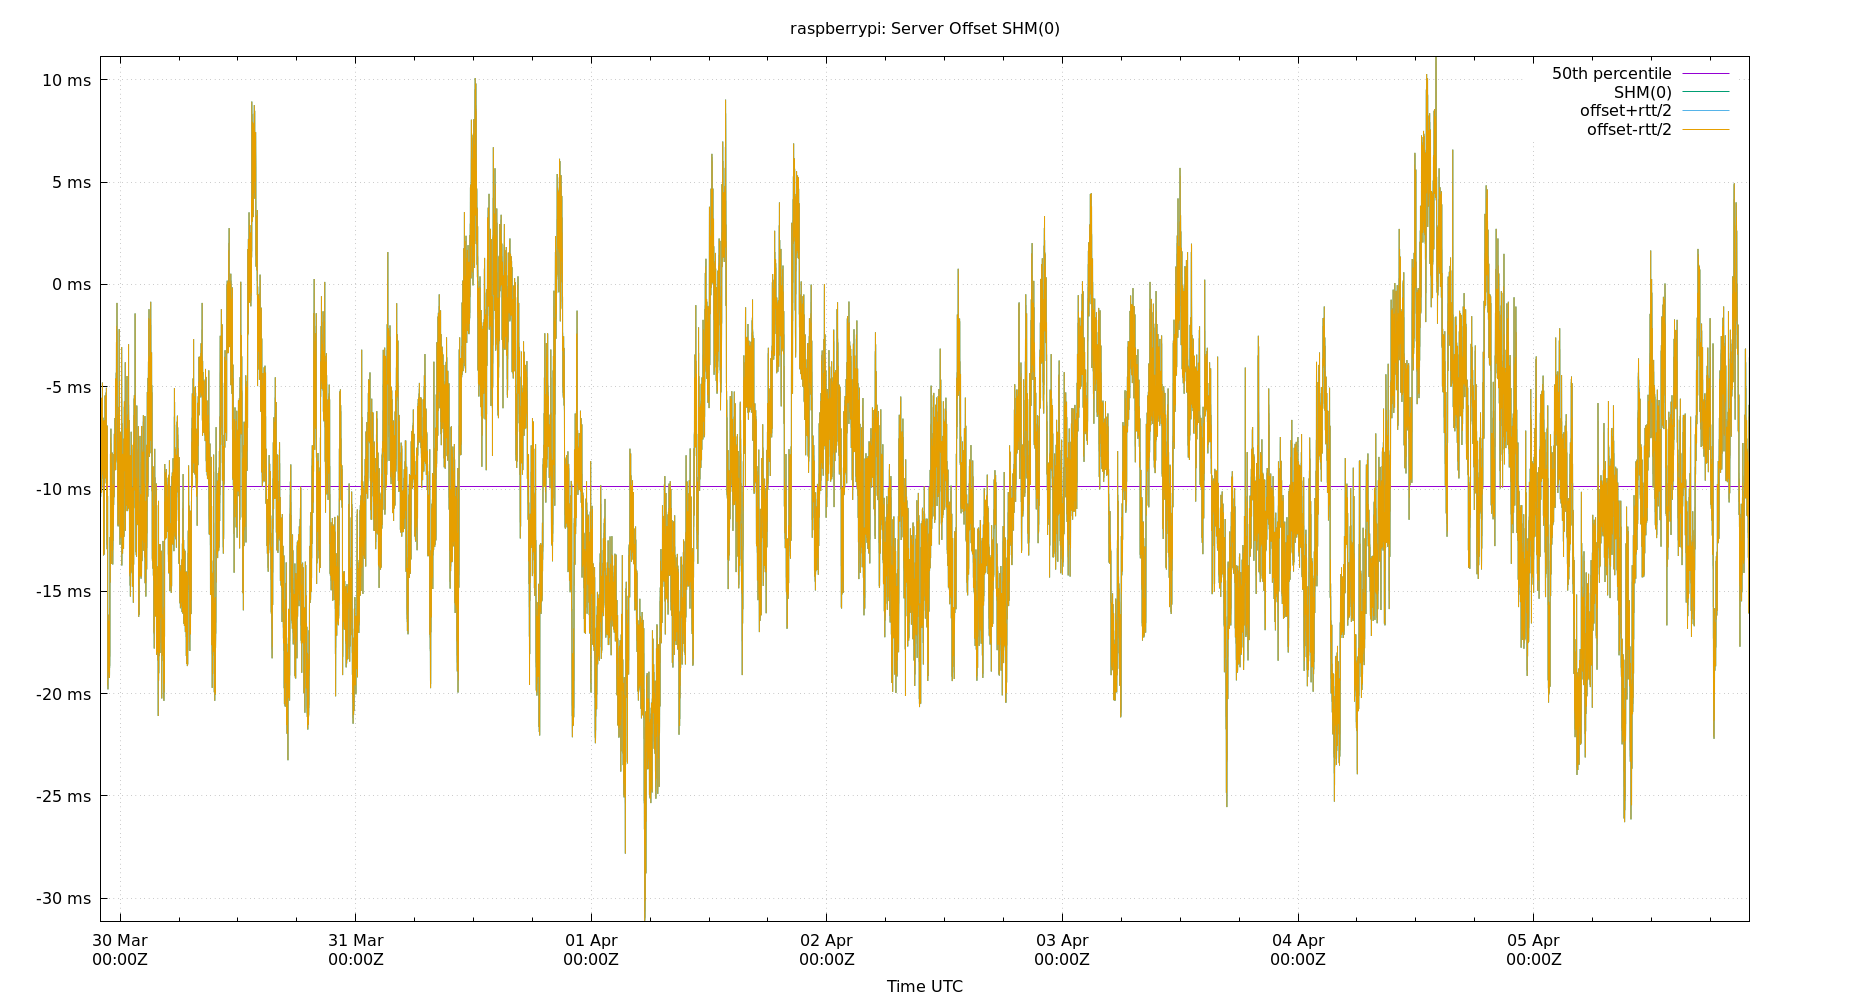 raspberrypi: Server Offset SHM(0)
50th percentile
SHM(0)
offset+rtt/2
offset-rtt/2
10 ms
5 ms
0 ms
-5 ms
-10 ms
-15 ms
-20 ms
-25 ms
-30 ms
30 Mar 31 Mar 01 Apr 02 Apr 03 Apr 04 Apr 05 Apr
00:00Z 00:00Z 00:00Z 00:00Z 00:00Z 00:00Z 00:00Z
Time UTC